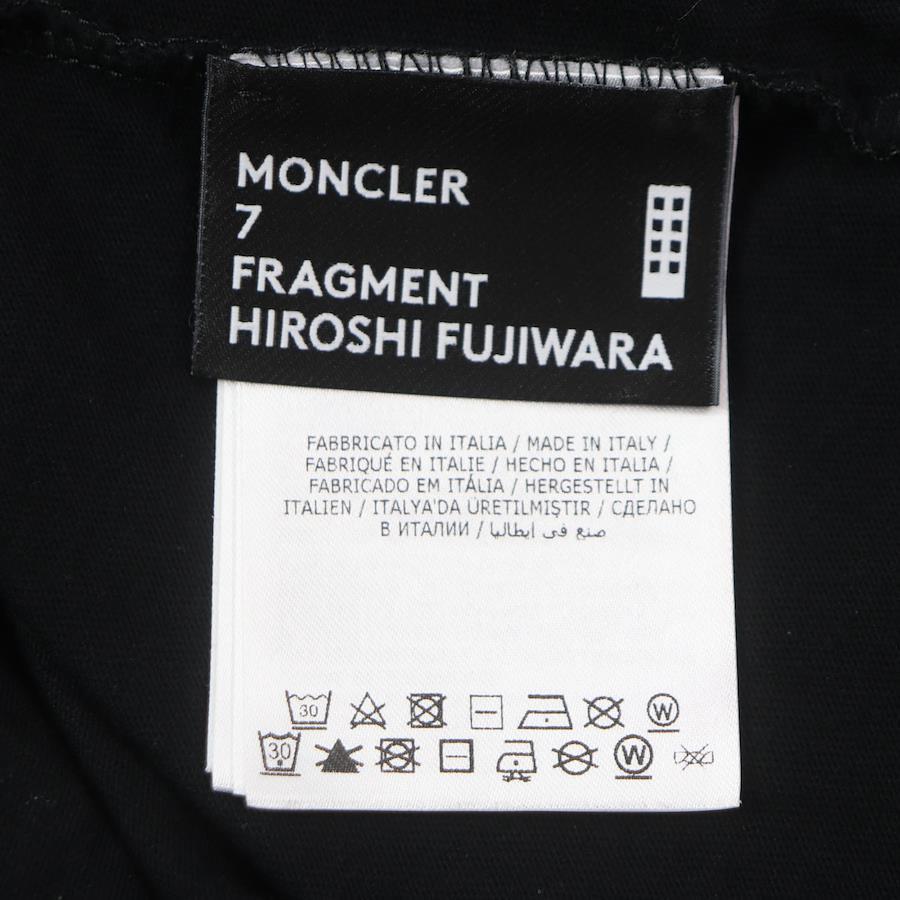 MONCLER
7
FRAGMENT
HIROSHI FUJIWARA
FABBRICATO IN ITALIA / MADE IN ITALY /
FABRIQUÉ EN ITALIE / HECHO EN ITALIA /
FABRICADO EM ITÁLIA / HERGESTELLT IN
ITALIEN / ITALYA'DA ÜRETILMIŞTIR / СДЕЛАНО
В ИТАЛИИ / صنع في إيطاليا
30 W
30 W